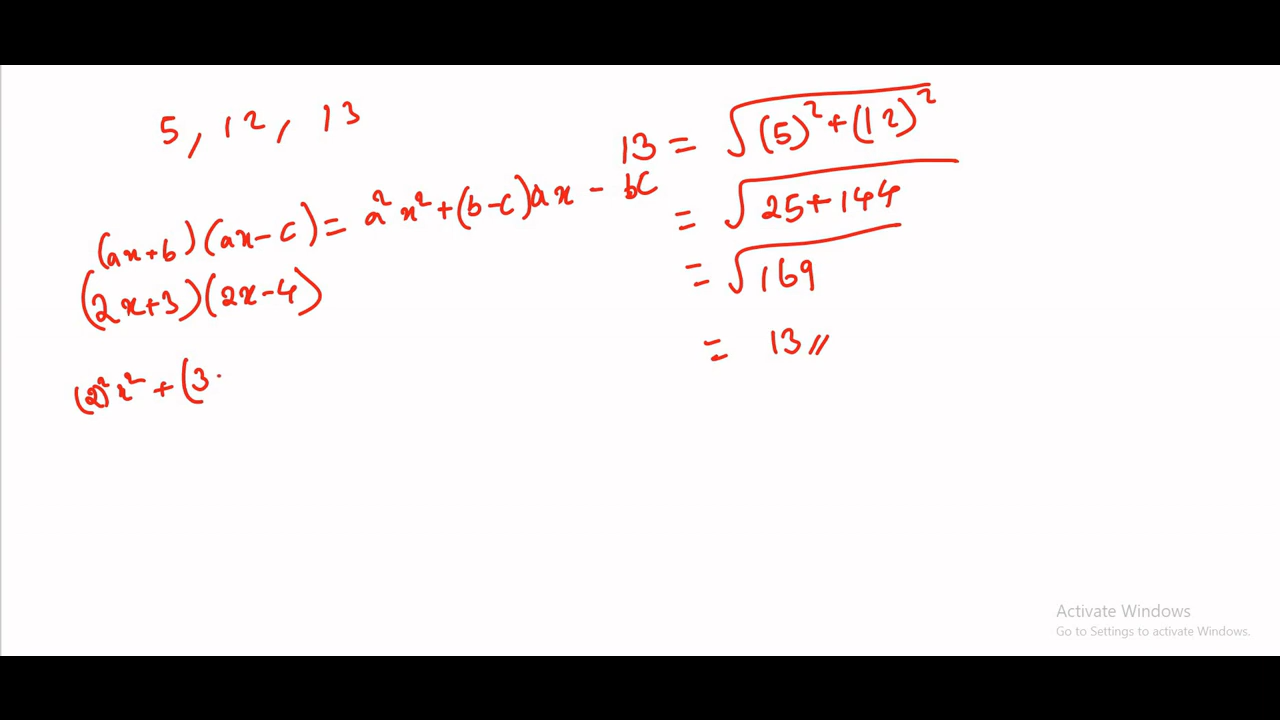 5, 12, 13
(ax+b)(ax-c) = a²x² + (b-c)ax - bc
(2x+3)(2x-4)
(2)²x² + (3.
13 = √(5)²+(12)²
= √25+144
= √169
= 13//
Activate Windows
Go to Settings to activate Windows.